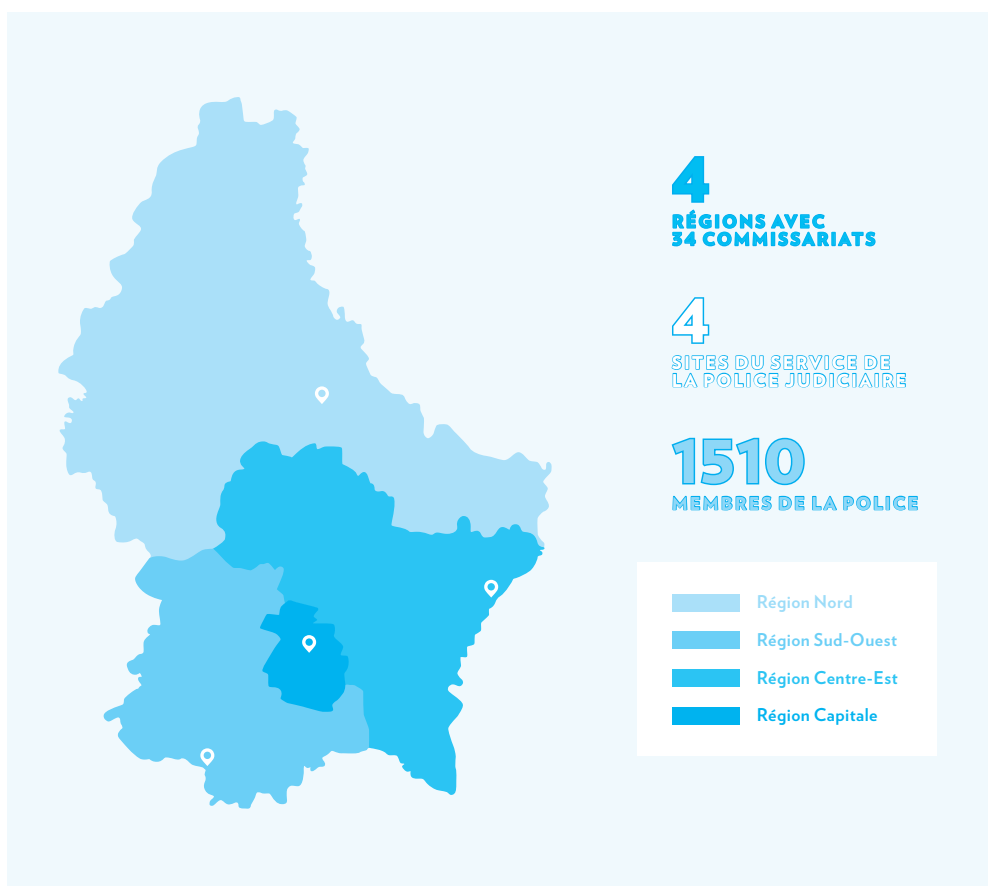 4
RÉGIONS AVEC
34 COMMISSARIATS
4
SITES DU SERVICE DE
LA POLICE JUDICIAIRE
1510
MEMBRES DE LA POLICE
Région Nord
Région Sud-Ouest
Région Centre-Est
Région Capitale